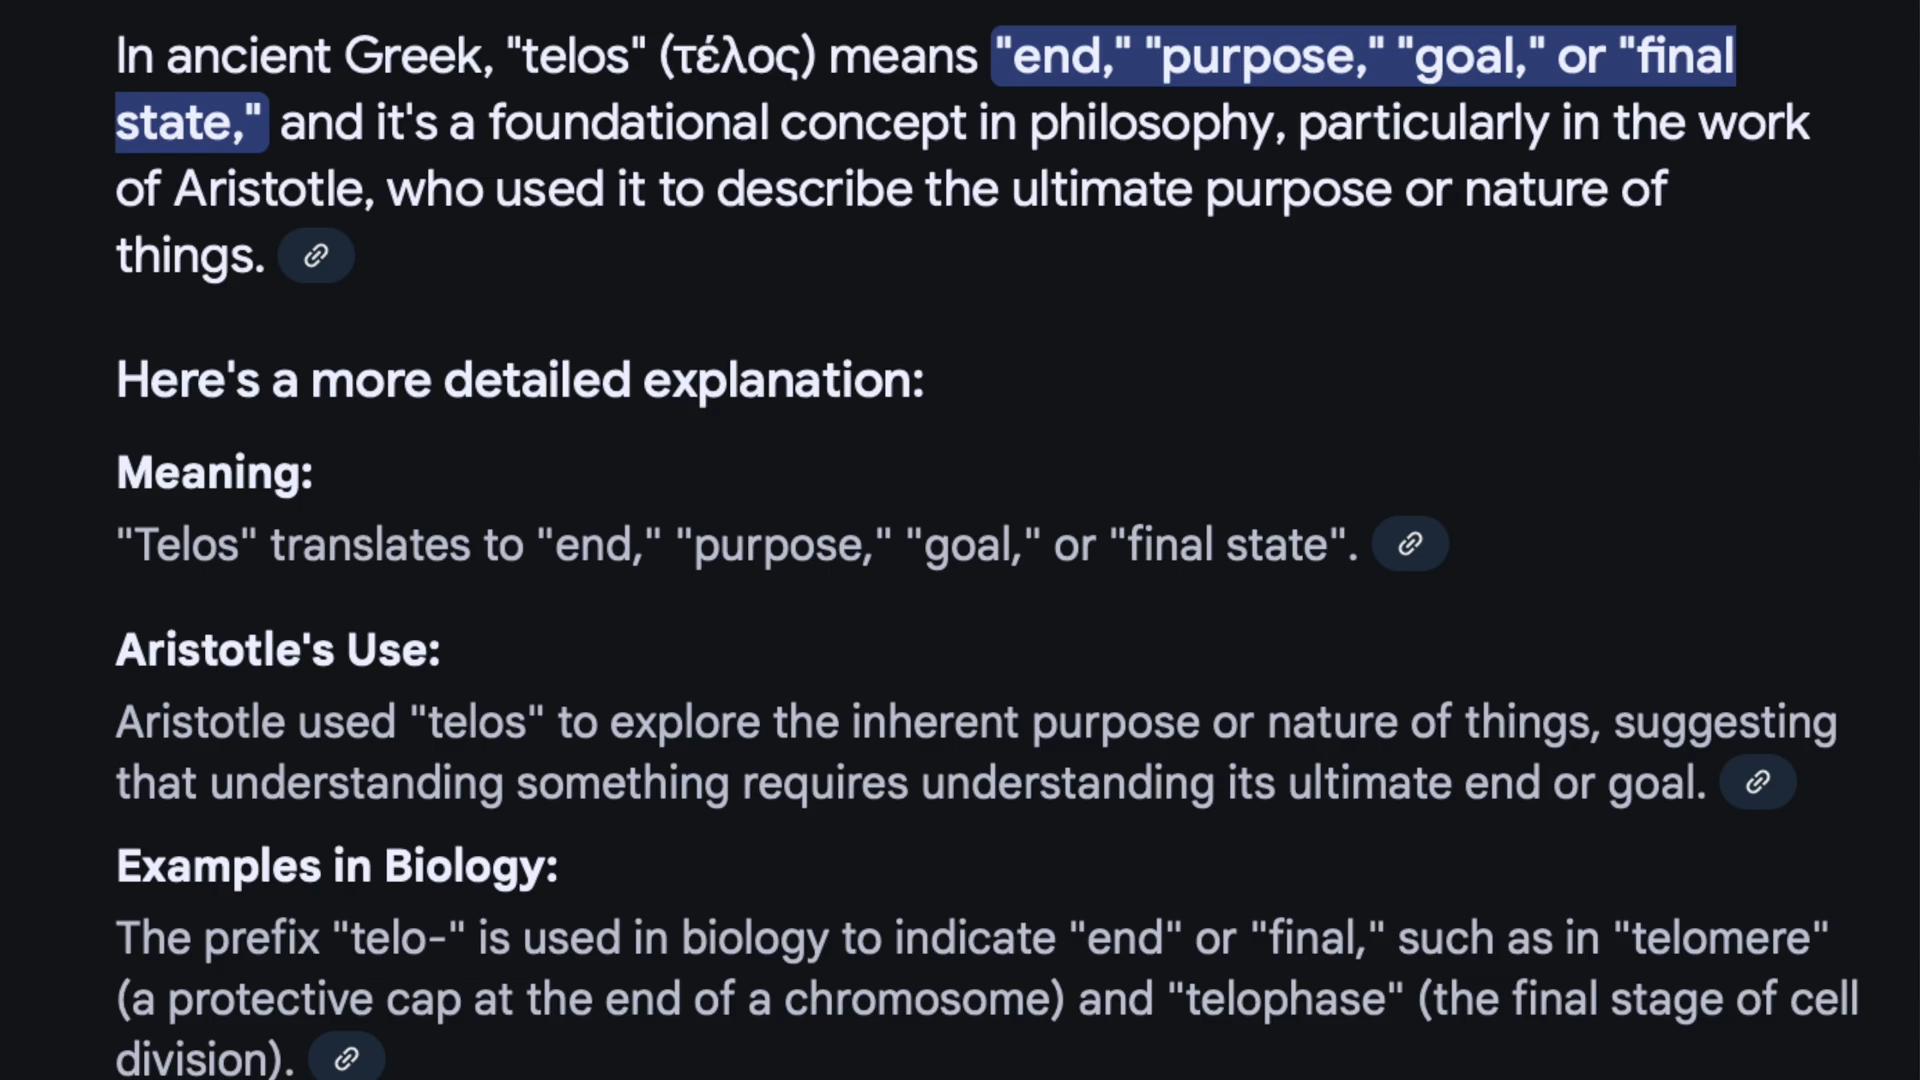 In ancient Greek, "telos" (τέλος) means "end," "purpose," "goal," or "final
state," and it's a foundational concept in philosophy, particularly in the work
of Aristotle, who used it to describe the ultimate purpose or nature of
things.
Here's a more detailed explanation:
Meaning:
"Telos" translates to "end," "purpose," "goal," or "final state".
Aristotle's Use:
Aristotle used "telos" to explore the inherent purpose or nature of things, suggesting
that understanding something requires understanding its ultimate end or goal.
Examples in Biology:
The prefix "telo-" is used in biology to indicate "end" or "final," such as in "telomere"
(a protective cap at the end of a chromosome) and "telophase" (the final stage of cell
division).